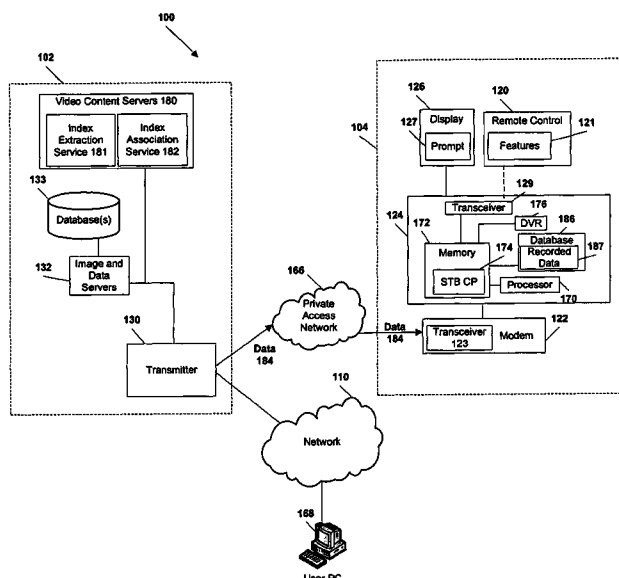 100
102
Video Content Servers 180
Index
Extraction
Service 181
Index
Association
Service 182
133
Database(s)
Image and Data
Servers
132
130
Transmitter
166
Private
Access
Network
Data
184
Data
184
110
Network
168
User PC
104
126
Display
127
Prompt
120
Remote Control
Features
121
129
Transceiver
124
172
Memory
174
STB CP
176
DVR
186
Database
Recorded
Data
187
Processor
170
122
Transceiver
123
Modem